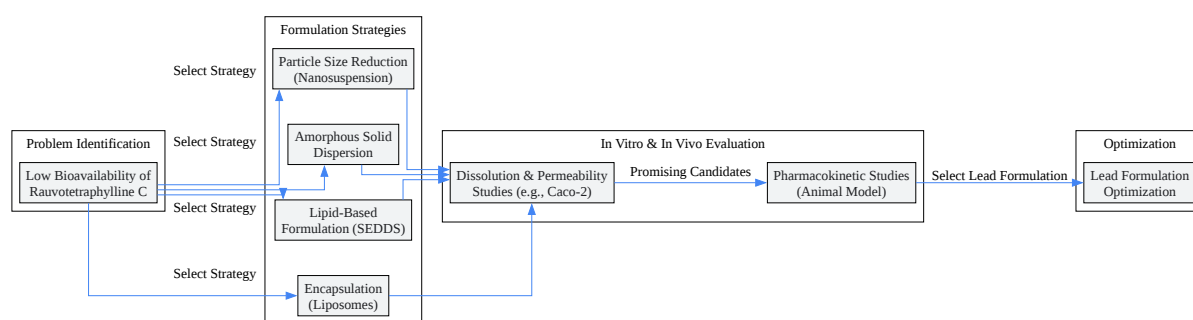 Formulation Strategies
Select Strategy
Particle Size Reduction
(Nanosuspension)
Problem Identification
Low Bioavailability of
Rauvotetraphylline C
Select Strategy
Amorphous Solid
Dispersion
Select Strategy
Lipid-Based
Formulation (SEDDS)
Select Strategy
Encapsulation
(Liposomes)
In Vitro & In Vivo Evaluation
Dissolution & Permeability
Studies (e.g., Caco-2)
Promising Candidates
Pharmacokinetic Studies
(Animal Model)
Select Lead Formulation
Optimization
Lead Formulation
Optimization